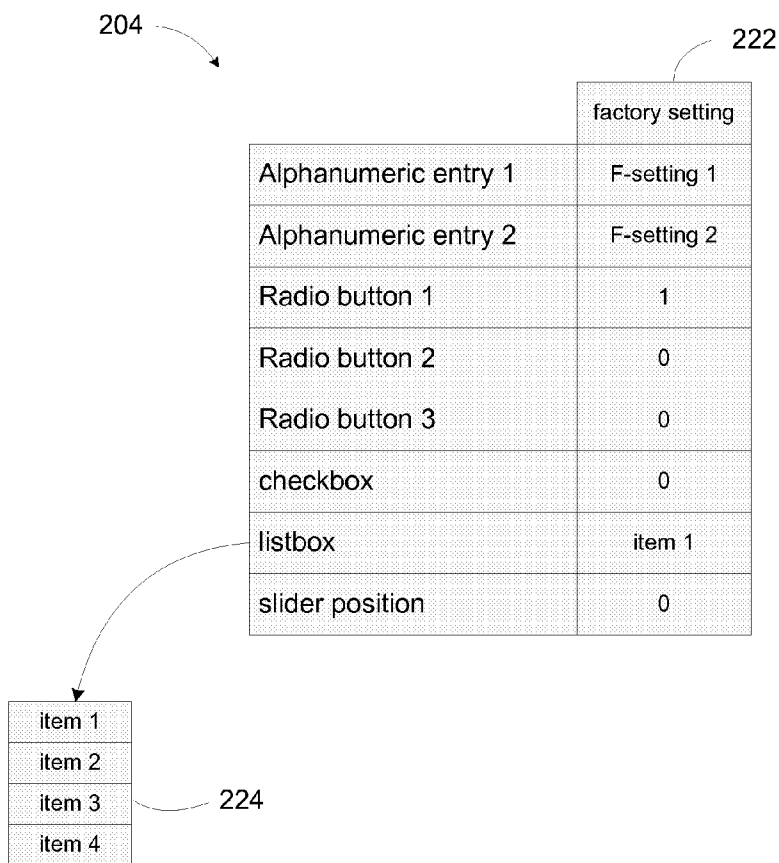 204
222
factory setting
Alphanumeric entry 1 F-setting 1
Alphanumeric entry 2 F-setting 2
Radio button 1 1
Radio button 2 0
Radio button 3 0
checkbox 0
listbox item 1
slider position 0
item 1
item 2
item 3
224
item 4